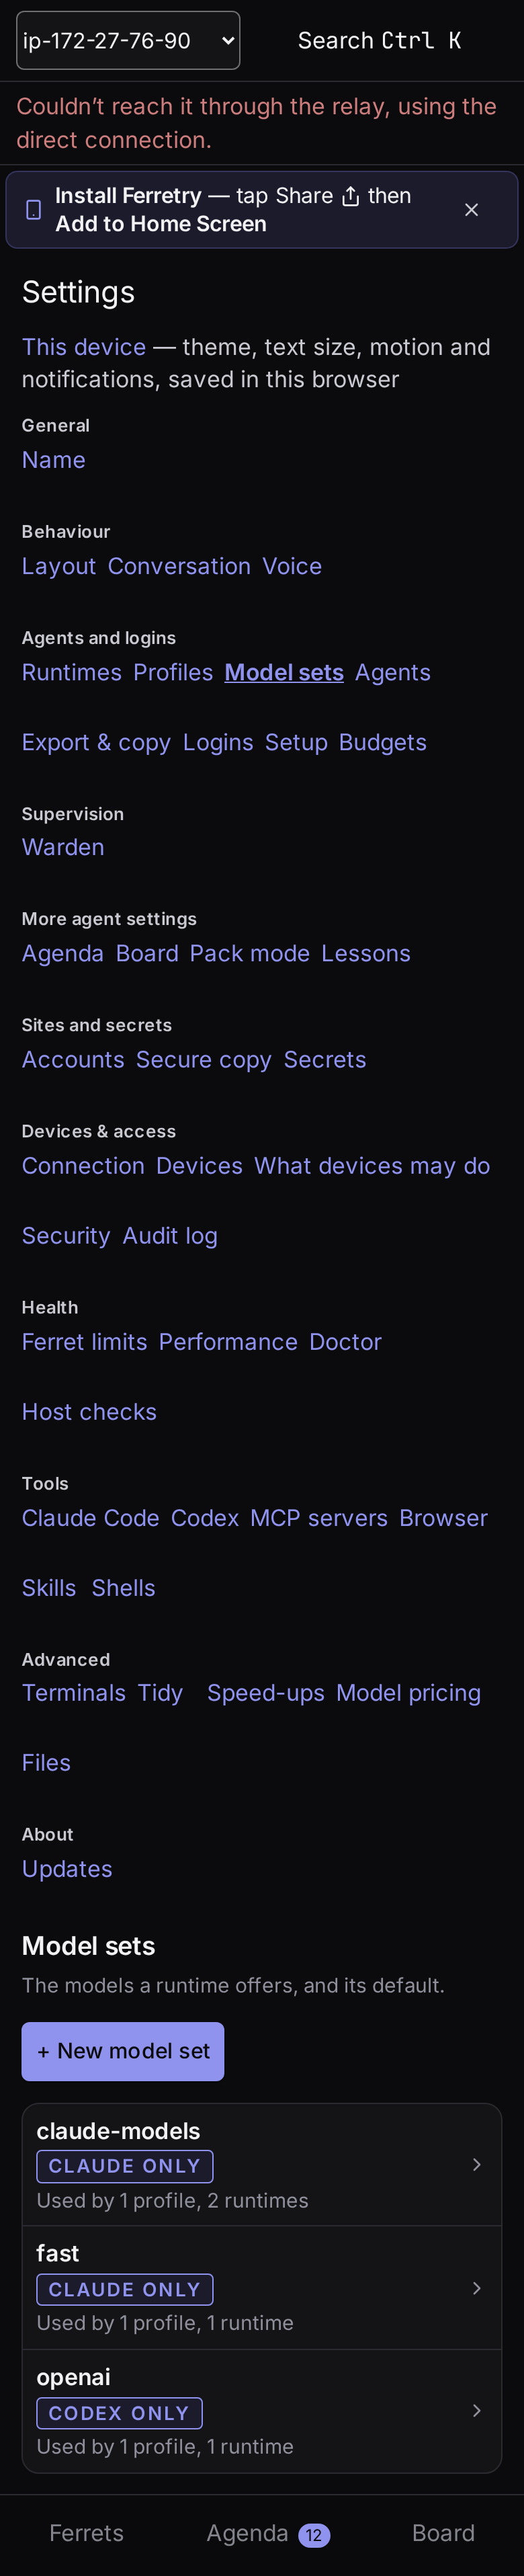 ip-172-27-76-90
Search Ctrl K
Couldn’t reach it through the relay, using the
direct connection.
Install Ferretry — tap Share then
Add to Home Screen
Settings
This device — theme, text size, motion and
notifications, saved in this browser
General
Name
Behaviour
Layout Conversation Voice
Agents and logins
Runtimes Profiles Model sets Agents
Export & copy Logins Setup Budgets
Supervision
Warden
More agent settings
Agenda Board Pack mode Lessons
Sites and secrets
Accounts Secure copy Secrets
Devices & access
Connection Devices What devices may do
Security Audit log
Health
Ferret limits Performance Doctor
Host checks
Tools
Claude Code Codex MCP servers Browser
Skills Shells
Advanced
Terminals Tidy Speed-ups Model pricing
Files
About
Updates
Model sets
The models a runtime offers, and its default.
+ New model set
claude-models
CLAUDE ONLY
Used by 1 profile, 2 runtimes
fast
CLAUDE ONLY
Used by 1 profile, 1 runtime
openai
CODEX ONLY
Used by 1 profile, 1 runtime
Ferrets Agenda 12 Board